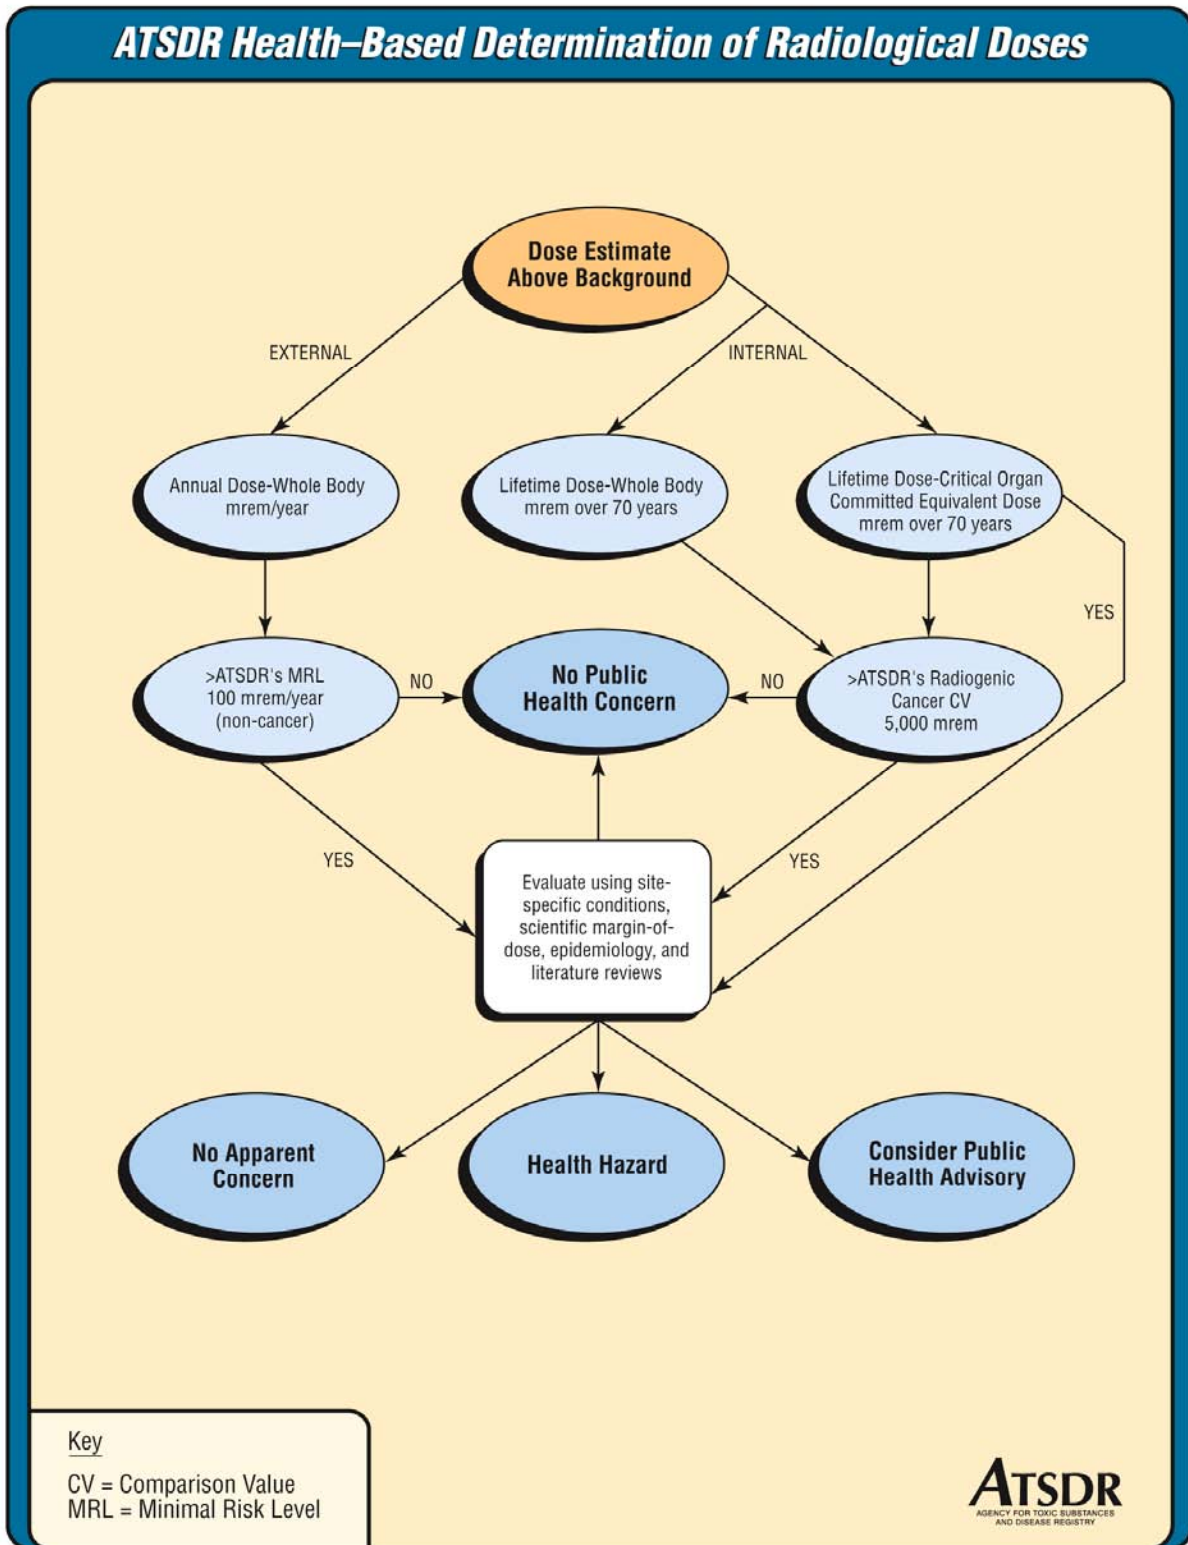 ATSDR Health–Based Determination of Radiological Doses
Dose Estimate
Above Background
EXTERNAL
INTERNAL
Annual Dose-Whole Body
mrem/year
Lifetime Dose-Whole Body
mrem over 70 years
Lifetime Dose-Critical Organ
Committed Equivalent Dose
mrem over 70 years
YES
>ATSDR's MRL
100 mrem/year
(non-cancer)
NO
No Public
Health Concern
NO
>ATSDR's Radiogenic
Cancer CV
5,000 mrem
YES
Evaluate using site-
specific conditions,
scientific margin-of-
dose, epidemiology, and
literature reviews
YES
No Apparent
Concern
Health Hazard
Consider Public
Health Advisory
Key
CV = Comparison Value
MRL = Minimal Risk Level
ATSDR
AGENCY FOR TOXIC SUBSTANCES
AND DISEASE REGISTRY